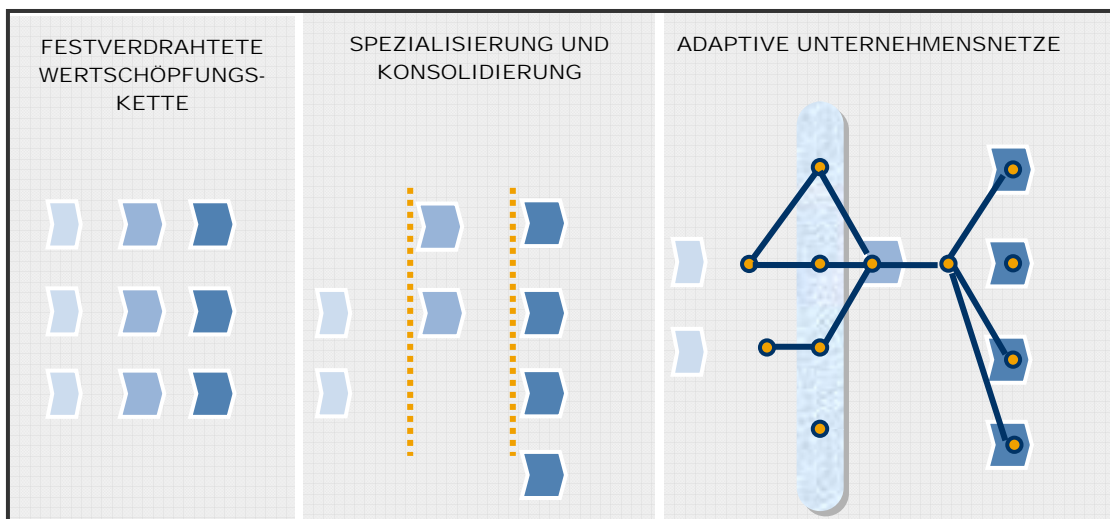 FESTVERDRAHTETE
WERTSCHÖPFUNGS-
KETTE
SPEZIALISIERUNG UND
KONSOLIDIERUNG
ADAPTIVE UNTERNEHMENSNETZE